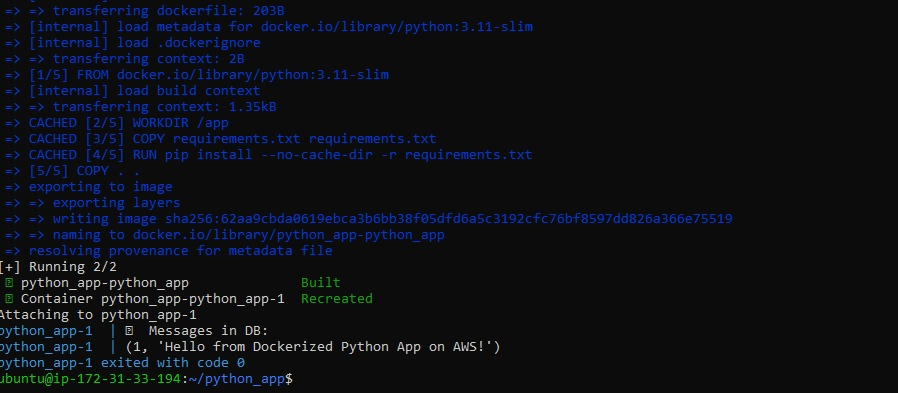 => => transferring dockerfile: 203B
=> [internal] load metadata for docker.io/library/python:3.11-slim
=> [internal] load .dockerignore
=> => transferring context: 2B
=> [1/5] FROM docker.io/library/python:3.11-slim
=> [internal] load build context
=> => transferring context: 1.35kB
=> CACHED [2/5] WORKDIR /app
=> CACHED [3/5] COPY requirements.txt requirements.txt
=> CACHED [4/5] RUN pip install --no-cache-dir -r requirements.txt
=> [5/5] COPY . .
=> exporting to image
=> => exporting layers
=> => writing image sha256:62aa9cbda0619ebca3b6bb38f05dfd6a5c3192cfc76bf8597dd826a366e75519
=> => naming to docker.io/library/python_app-python_app
=> resolving provenance for metadata file
[+] Running 2/2
python_app-python_app Built
Container python_app-python_app-1 Recreated
Attaching to python_app-1
python_app-1 | Messages in DB:
python_app-1 | (1, 'Hello from Dockerized Python App on AWS!')
python_app-1 exited with code 0
ubuntu@ip-172-31-33-194:~/python_app$